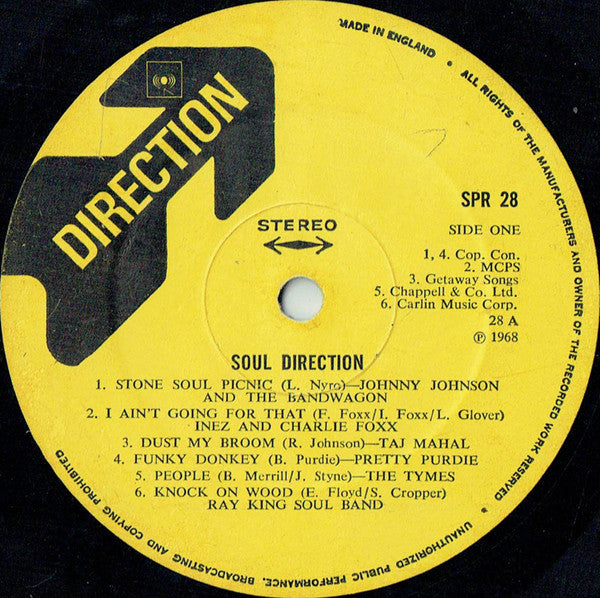 MADE IN ENGLAND • ALL RIGHTS OF THE MANUFACTURERS AND OWNER OF THE RECORDED WORK RESERVED • UNAUTHORIZED PUBLIC PERFORMANCE, BROADCASTING AND COPYING PROHIBITED
DIRECTION
STEREO
SPR 28
SIDE ONE
1, 4. Cop. Con.
2. MCPS
3. Getaway Songs
5. Chappell & Co. Ltd.
6. Carlin Music Corp.
28 A
℗ 1968
SOUL DIRECTION
1. STONE SOUL PICNIC (L. Nyro)—JOHNNY JOHNSON
AND THE BANDWAGON
2. I AIN'T GOING FOR THAT (F. Foxx/I. Foxx/L. Glover)
INEZ AND CHARLIE FOXX
3. DUST MY BROOM (R. Johnson)—TAJ MAHAL
4. FUNKY DONKEY (B. Purdie)—PRETTY PURDIE
5. PEOPLE (B. Merrill/J. Styne)—THE TYMES
6. KNOCK ON WOOD (E. Floyd/S. Cropper)
RAY KING SOUL BAND